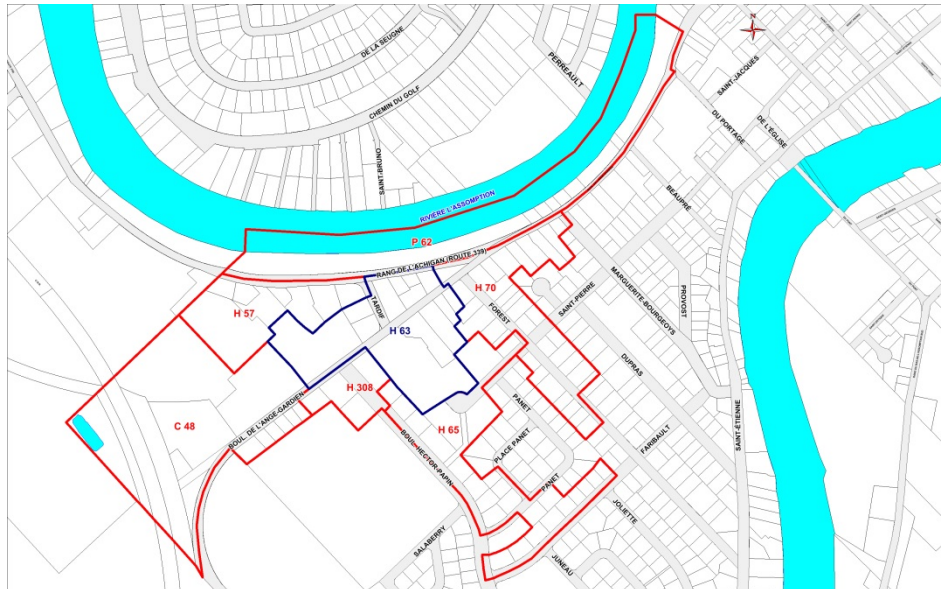 N
DE LA SEUGNE
PERREAULT
SAINT-JACQUES
CHEMIN DU GOLF
DU PORTAGE
DE L'ÉGLISE
SAINT-BRUNO
RIVIÈRE L'ASSOMPTION
BEAUPRÉ
P 62
RANG DE L'ACHIGAN (ROUTE 339)
MARGUERITE-BOURGEOYS
PROVOST
H 70
TARDIF
FOREST
SAINT-PIERRE
H 57
H 63
DUPRAS
H 308
BOUL. DE L'ANGE-GARDIEN
PANET
C 48
H 65
SAINT-ÉTIENNE
BOUL. HECTOR-PAPIN
PLACE PANET
FARIBAULT
PANET
JOLIETTE
SALABERRY
JUNEAU